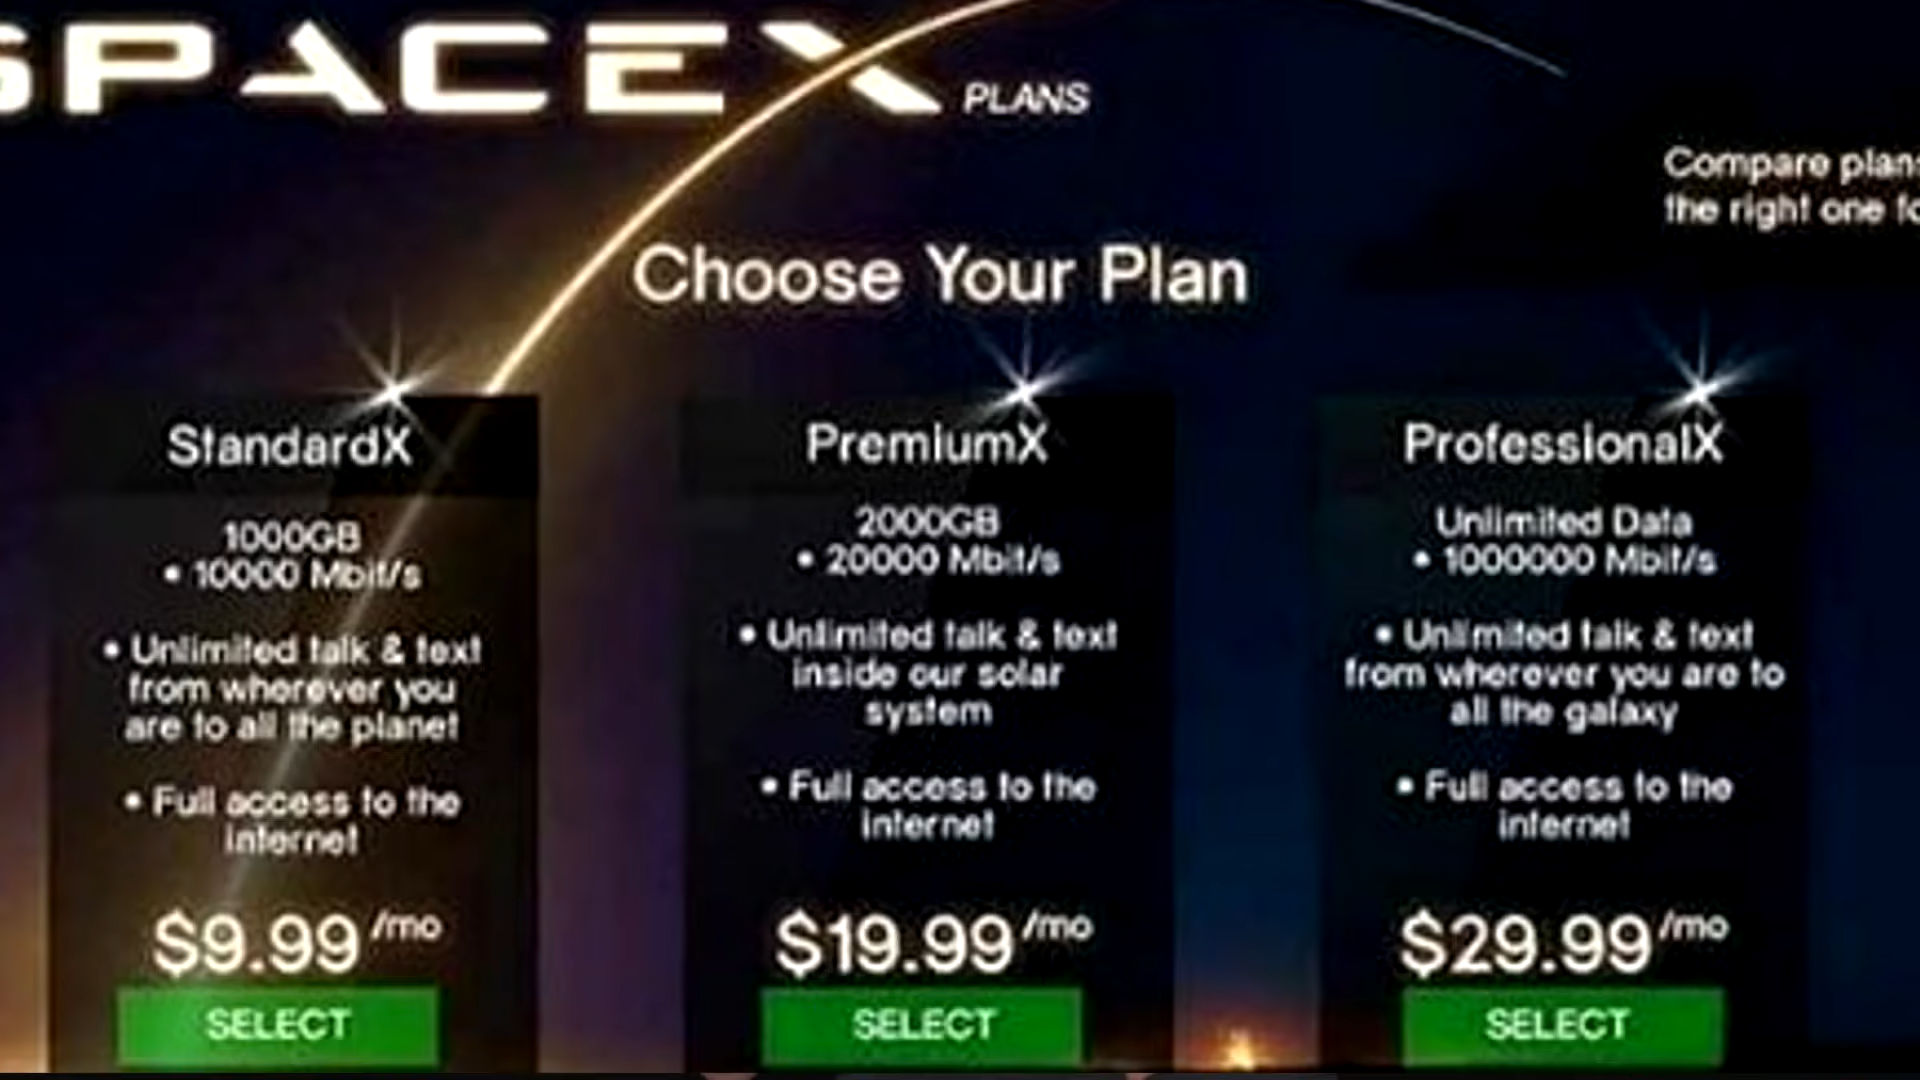 SPACEX PLANS
Compare plans
the right one fo
Choose Your Plan
StandardX
1000GB
• 10000 Mbit/s
• Unlimited talk & text
from wherever you
are to all the planet
• Full access to the
internet
$9.99/mo
SELECT
PremiumX
2000GB
• 20000 Mbit/s
• Unlimited talk & text
inside our solar
system
• Full access to the
internet
$19.99/mo
SELECT
ProfessionalX
Unlimited Data
• 1000000 Mbit/s
• Unlimited talk & text
from wherever you are to
all the galaxy
• Full access to the
internet
$29.99/mo
SELECT